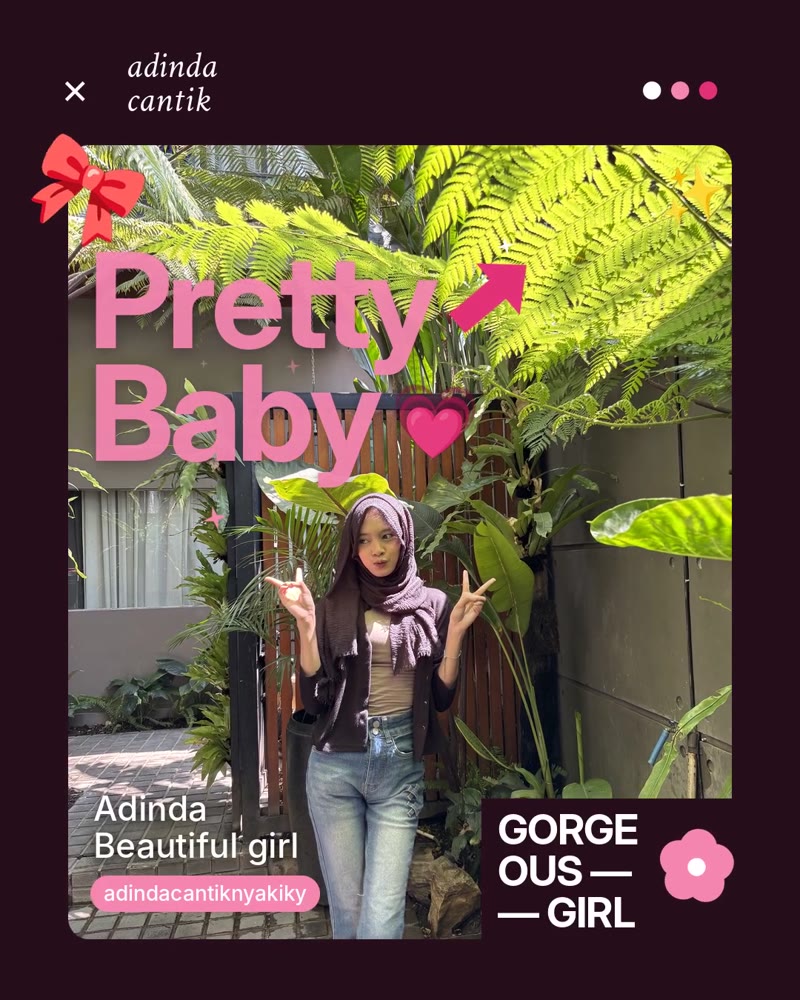 adinda
cantik
Pretty
Baby
Adinda
Beautiful girl
adindacantiknyakiky
GORGE
OUS —
— GIRL